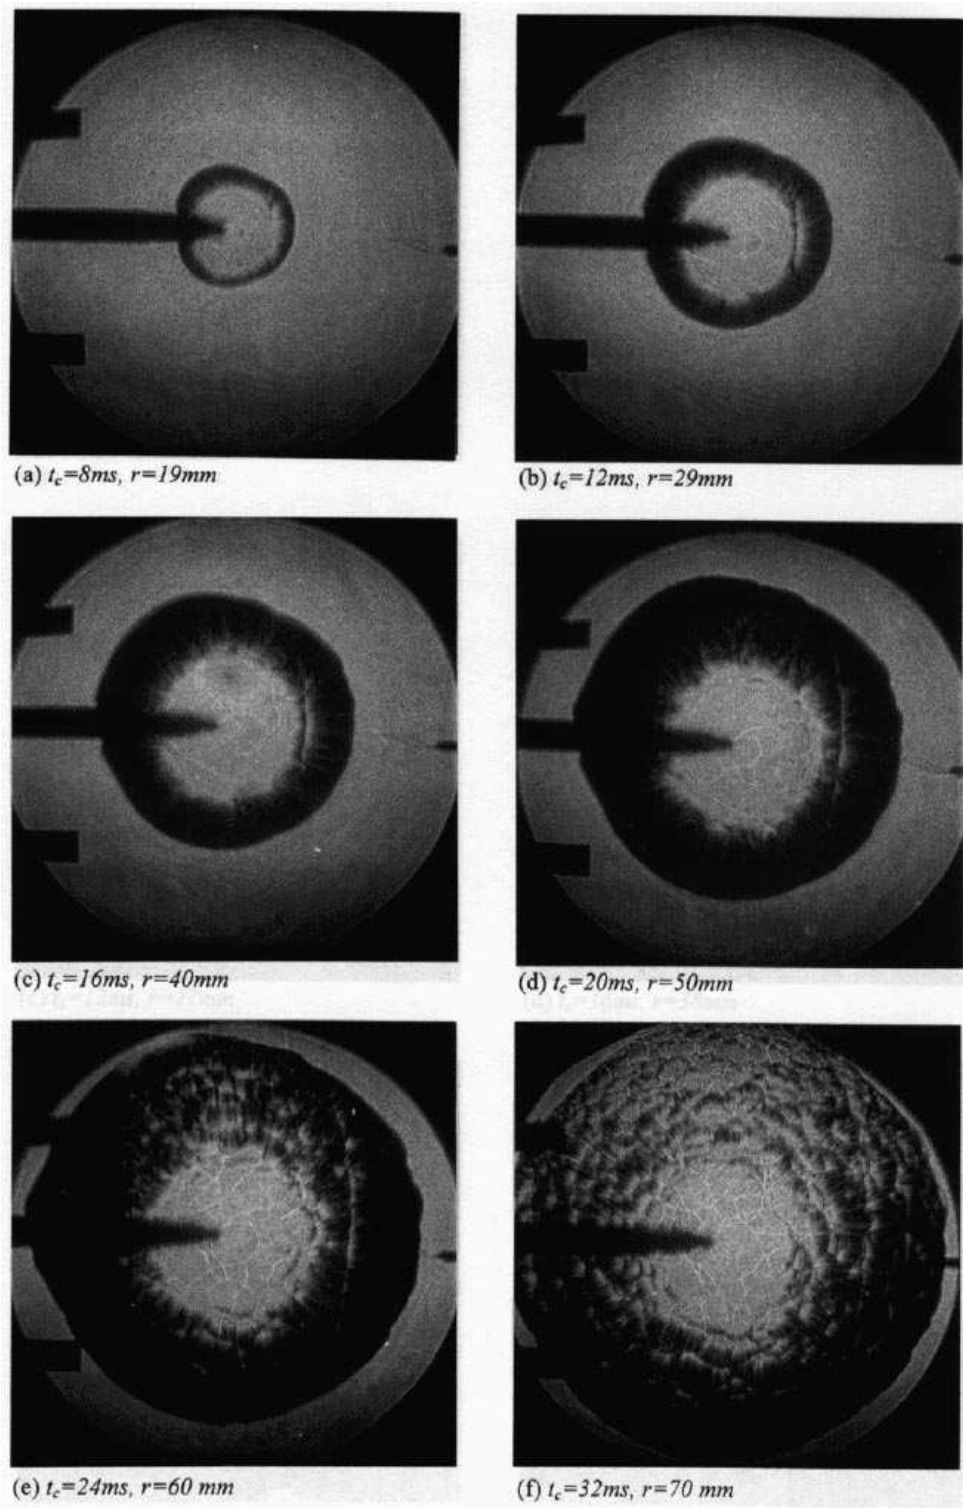 (a) t_c=8ms, r=19mm
(b) t_c=12ms, r=29mm
(c) t_c=16ms, r=40mm
(d) t_c=20ms, r=50mm
(e) t_c=24ms, r=60 mm
(f) t_c=32ms, r=70 mm